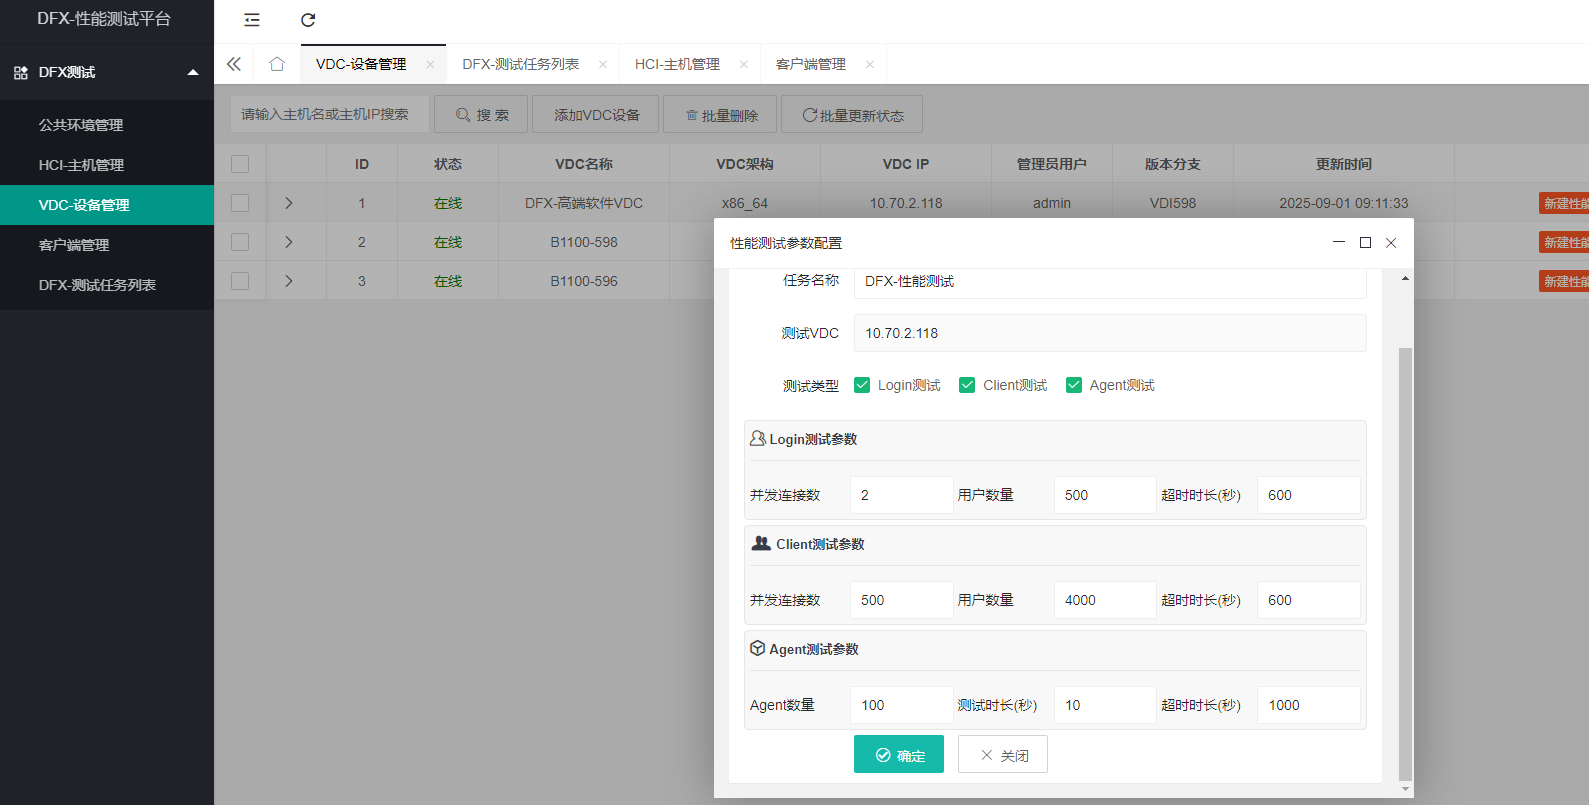 DFX-性能测试平台
DFX测试
公共环境管理
HCI-主机管理
VDC-设备管理
客户端管理
DFX-测试任务列表
VDC-设备管理
DFX-测试任务列表
HCI-主机管理
客户端管理
请输入主机名或主机IP搜索
搜 索
添加VDC设备
批量删除
批量更新状态
ID 状态 VDC名称 VDC架构 VDC IP 管理员用户 版本分支 更新时间
1 在线 DFX-高端软件VDC x86_64 10.70.2.118 admin VDI598 2025-09-01 09:11:33 新建性能
2 在线 B1100-598 新建性能
3 在线 B1100-596 新建性能
性能测试参数配置
任务名称 DFX-性能测试
测试VDC 10.70.2.118
测试类型 Login测试 Client测试 Agent测试
Login测试参数
并发连接数 2 用户数量 500 超时时长(秒) 600
Client测试参数
并发连接数 500 用户数量 4000 超时时长(秒) 600
Agent测试参数
Agent数量 100 测试时长(秒) 10 超时时长(秒) 1000
确定
关闭